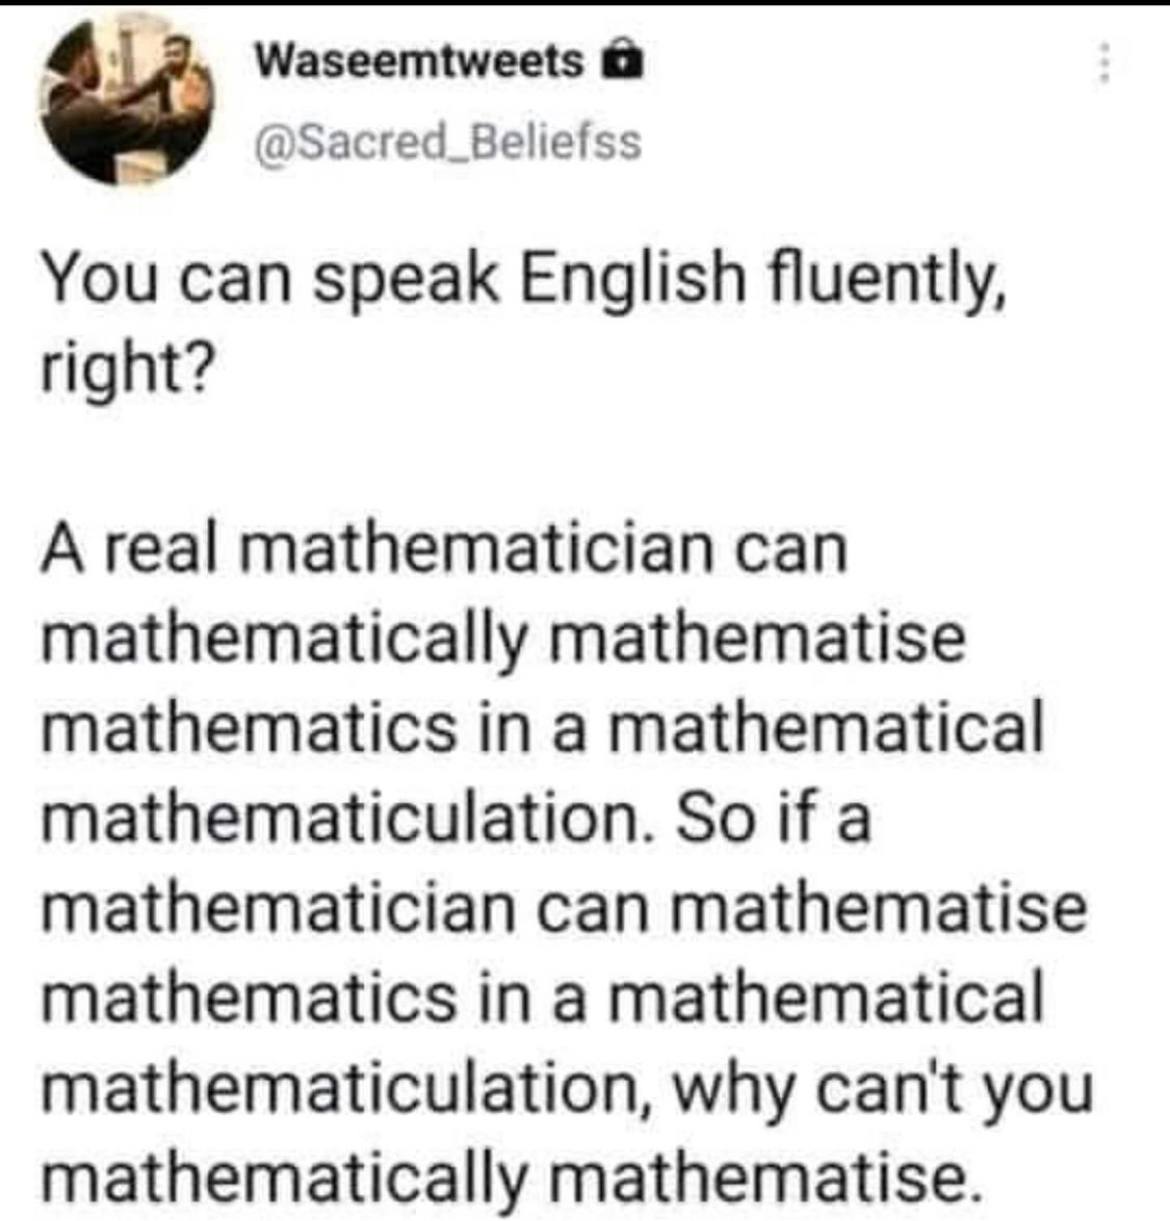 Waseemtweets
@Sacred_Beliefss
You can speak English fluently,
right?
A real mathematician can
mathematically mathematise
mathematics in a mathematical
mathematiculation. So if a
mathematician can mathematise
mathematics in a mathematical
mathematiculation, why can't you
mathematically mathematise.